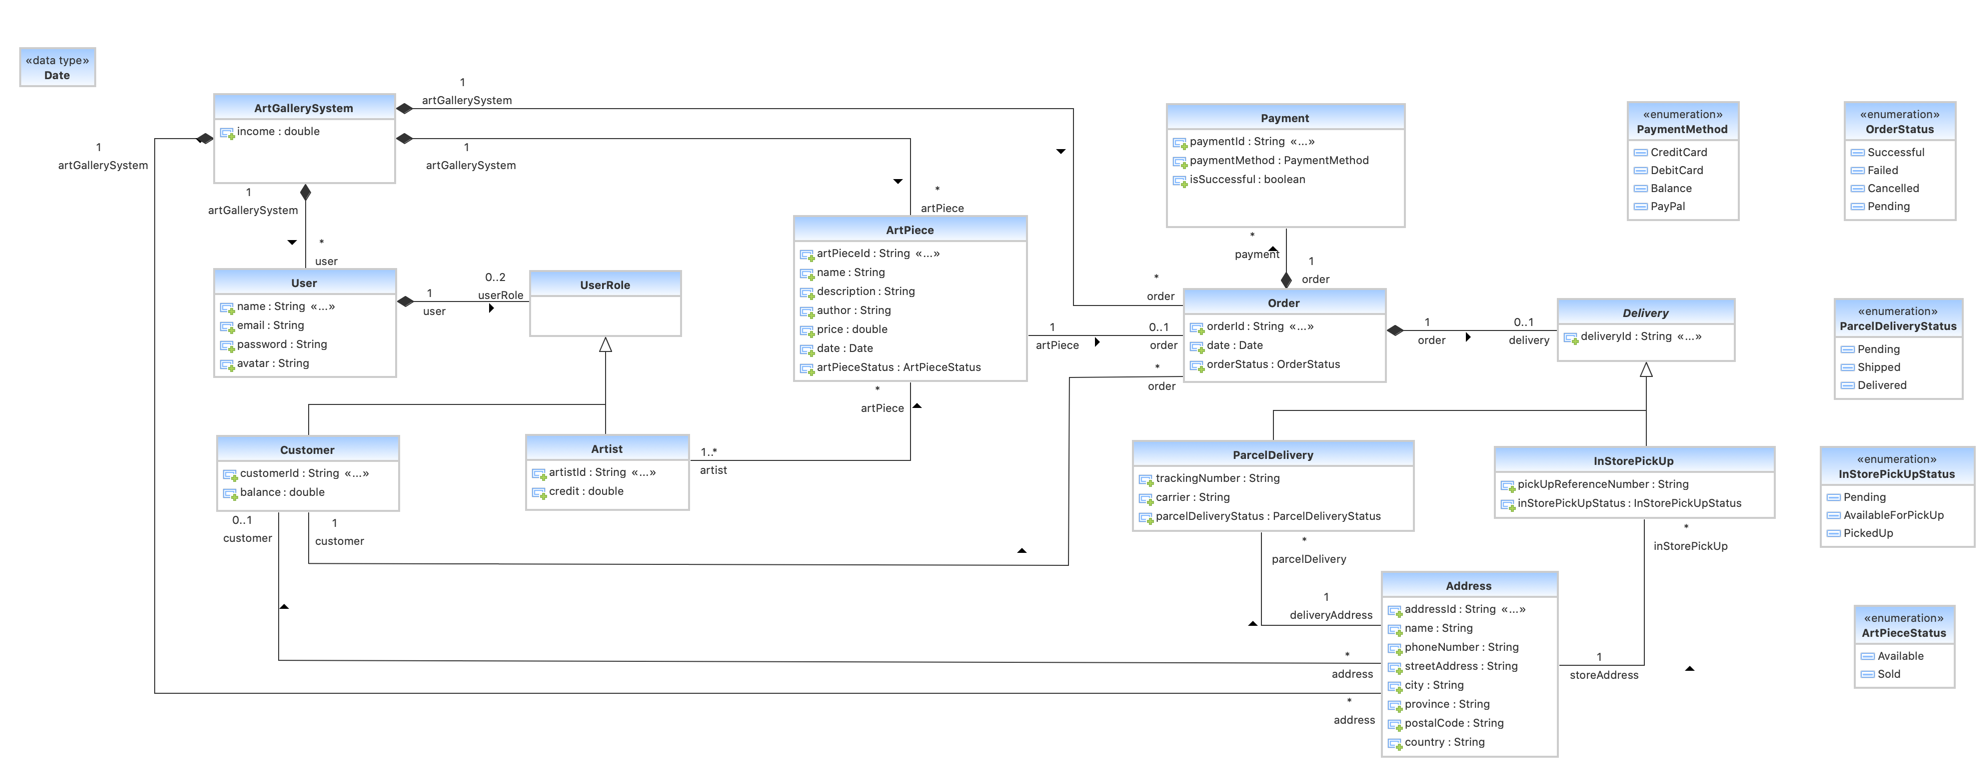 «data type»
Date
ArtGallerySystem
income : double
1
artGallerySystem
1
artGallerySystem
1
artGallerySystem
1
artGallerySystem
*
user
User
name : String «...»
email : String
password : String
avatar : String
1
user
0..2
userRole
UserRole
Customer
customerId : String «...»
balance : double
0..1
customer
1
customer
Artist
artistId : String «...»
credit : double
1..*
artist
*
artPiece
ArtPiece
artPieceId : String «...»
name : String
description : String
author : String
price : double
date : Date
artPieceStatus : ArtPieceStatus
*
artPiece
1
artPiece
0..1
order
*
order
*
order
Payment
paymentId : String «...»
paymentMethod : PaymentMethod
isSuccessful : boolean
*
payment
1
order
Order
orderId : String «...»
date : Date
orderStatus : OrderStatus
1
order
0..1
delivery
Delivery
deliveryId : String «...»
ParcelDelivery
trackingNumber : String
carrier : String
parcelDeliveryStatus : ParcelDeliveryStatus
*
parcelDelivery
1
deliveryAddress
InStorePickUp
pickUpReferenceNumber : String
inStorePickUpStatus : InStorePickUpStatus
*
inStorePickUp
1
storeAddress
*
address
*
address
Address
addressId : String «...»
name : String
phoneNumber : String
streetAddress : String
city : String
province : String
postalCode : String
country : String
«enumeration»
PaymentMethod
CreditCard
DebitCard
Balance
PayPal
«enumeration»
OrderStatus
Successful
Failed
Cancelled
Pending
«enumeration»
ParcelDeliveryStatus
Pending
Shipped
Delivered
«enumeration»
InStorePickUpStatus
Pending
AvailableForPickUp
PickedUp
«enumeration»
ArtPieceStatus
Available
Sold